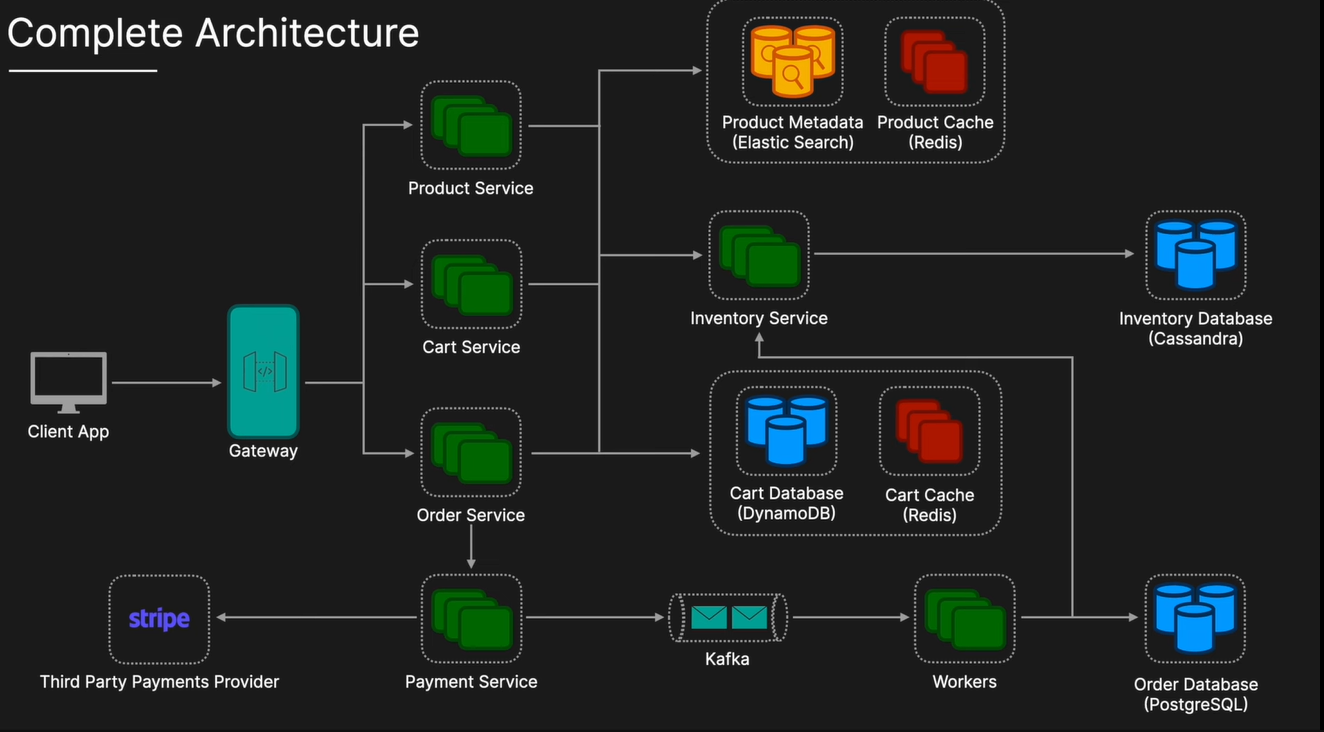 Complete Architecture
Product Metadata
(Elastic Search)
Product Cache
(Redis)
Product Service
Inventory Service
Inventory Database
(Cassandra)
Cart Service
</>
Client App
Gateway
Cart Database
(DynamoDB)
Cart Cache
(Redis)
Order Service
stripe
Third Party Payments Provider
Payment Service
Kafka
Workers
Order Database
(PostgreSQL)